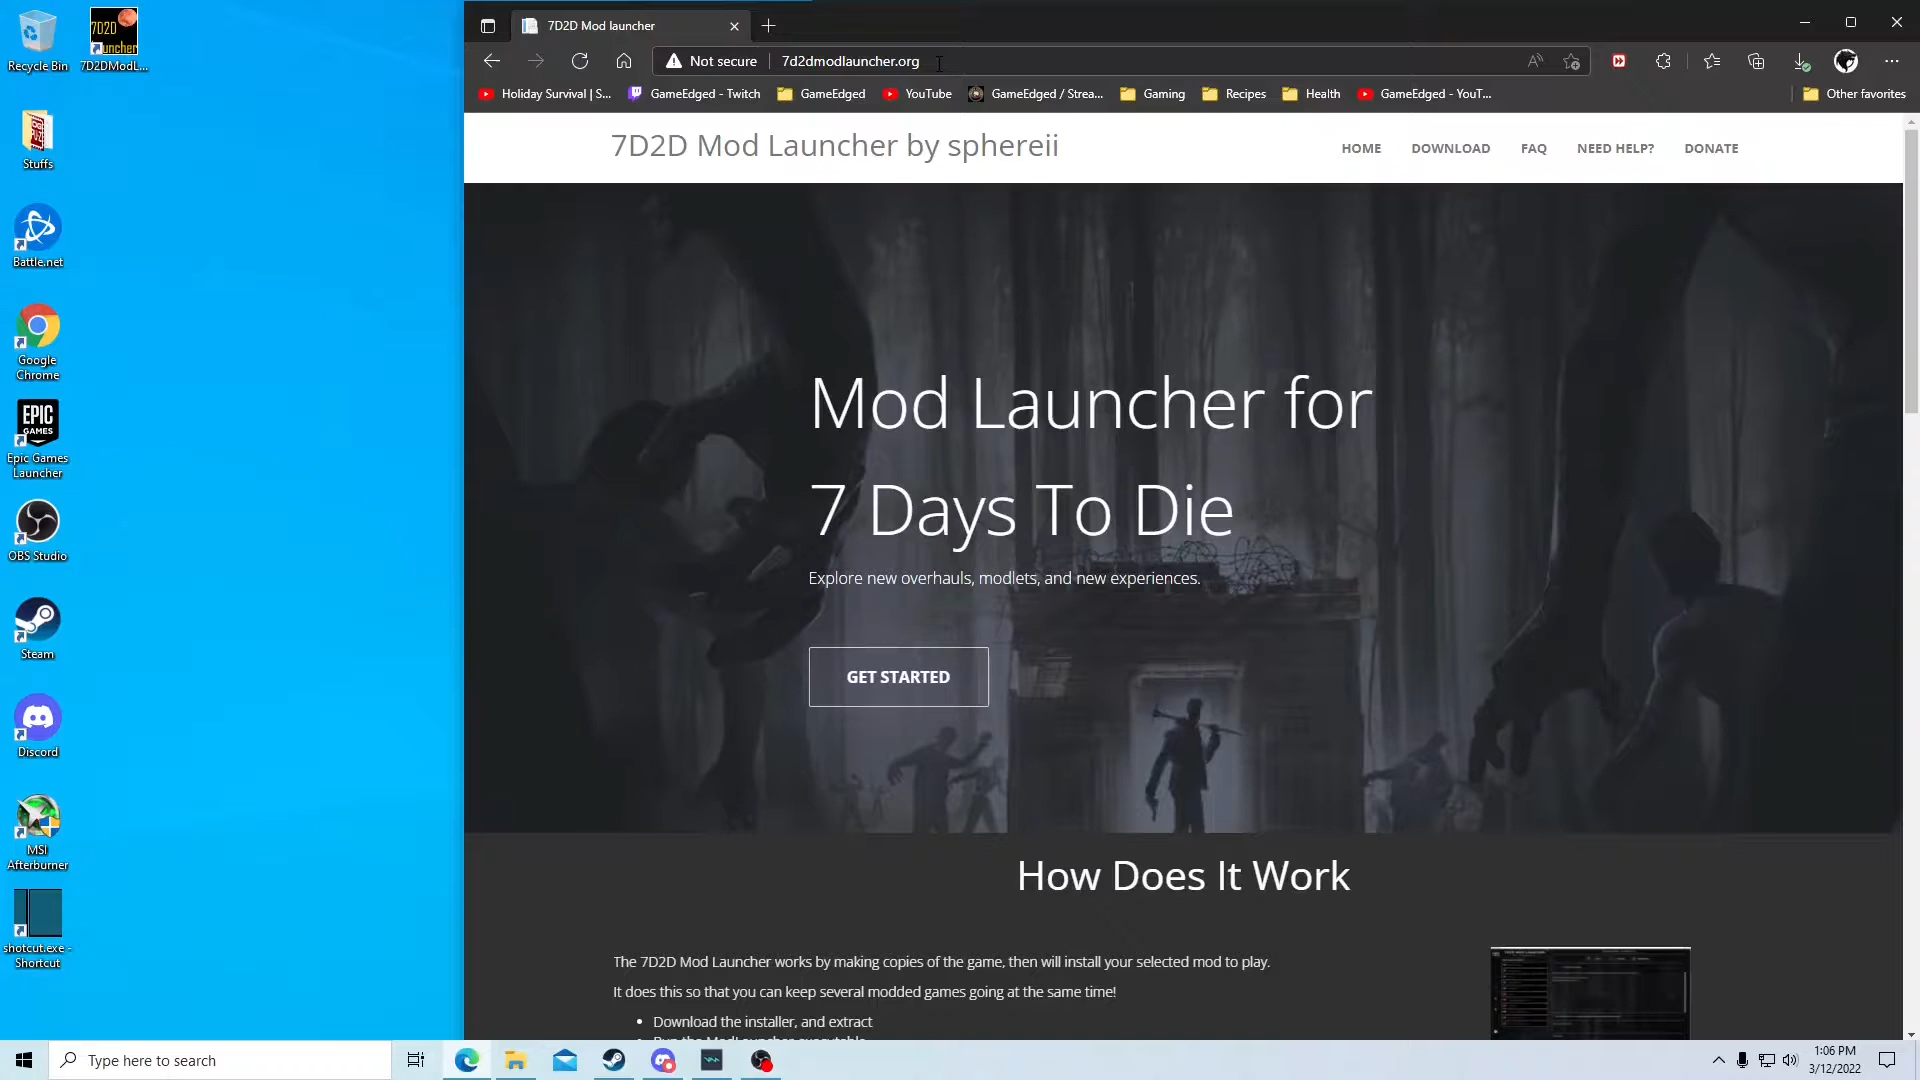 Recycle Bin
7D2D
uncher
7D2DModL...
Stuffs
Battle.net
Google
Chrome
EPIC
GAMES
Epic Games
Launcher
OBS Studio
Steam
Discord
MSI
Afterburner
shotcut.exe -
Shortcut
7D2D Mod launcher
Not secure
7d2dmodlauncher.org
Holiday Survival | S...
GameEdged - Twitch
GameEdged
YouTube
GameEdged / Strea...
Gaming
Recipes
Health
GameEdged - YouT...
Other favorites
7D2D Mod Launcher by sphereii
HOME
DOWNLOAD
FAQ
NEED HELP?
DONATE
Mod Launcher for
7 Days To Die
Explore new overhauls, modlets, and new experiences.
GET STARTED
How Does It Work
The 7D2D Mod Launcher works by making copies of the game, then will install your selected mod to play.
It does this so that you can keep several modded games going at the same time!
• Download the installer, and extract
Type here to search
1:06 PM
3/12/2022